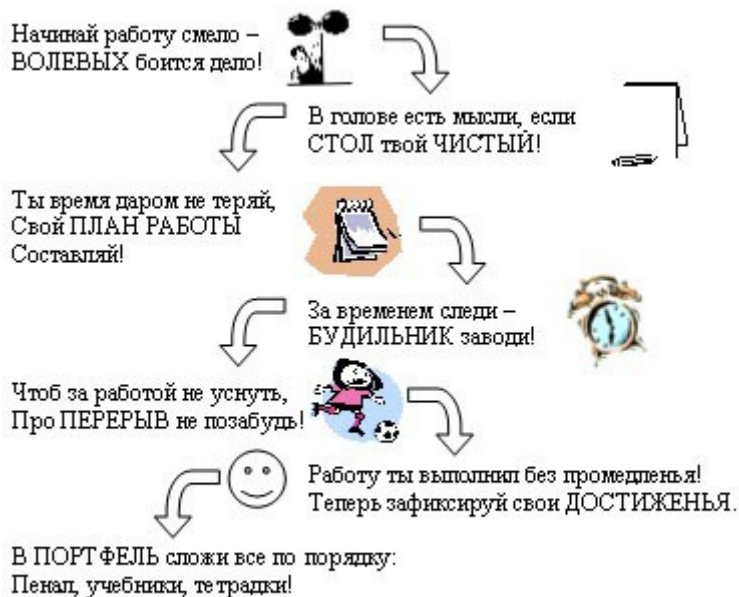 Начинай работу смело –
ВОЛЕВЫХ боится дело!
В голове есть мысли, если
СТОЛ твой ЧИСТЫЙ!
Ты время даром не теряй,
Свой ПЛАН РАБОТЫ
Составляй!
За временем следи –
БУДИЛЬНИК заводи!
Чтоб за работой не уснуть,
Про ПЕРЕРЫВ не позабудь!
Работу ты выполнил без промедленья!
Теперь зафиксируй свои ДОСТИЖЕНЬЯ.
В ПОРТФЕЛЬ сложи все по порядку:
Пенал, учебники, тетрадки!